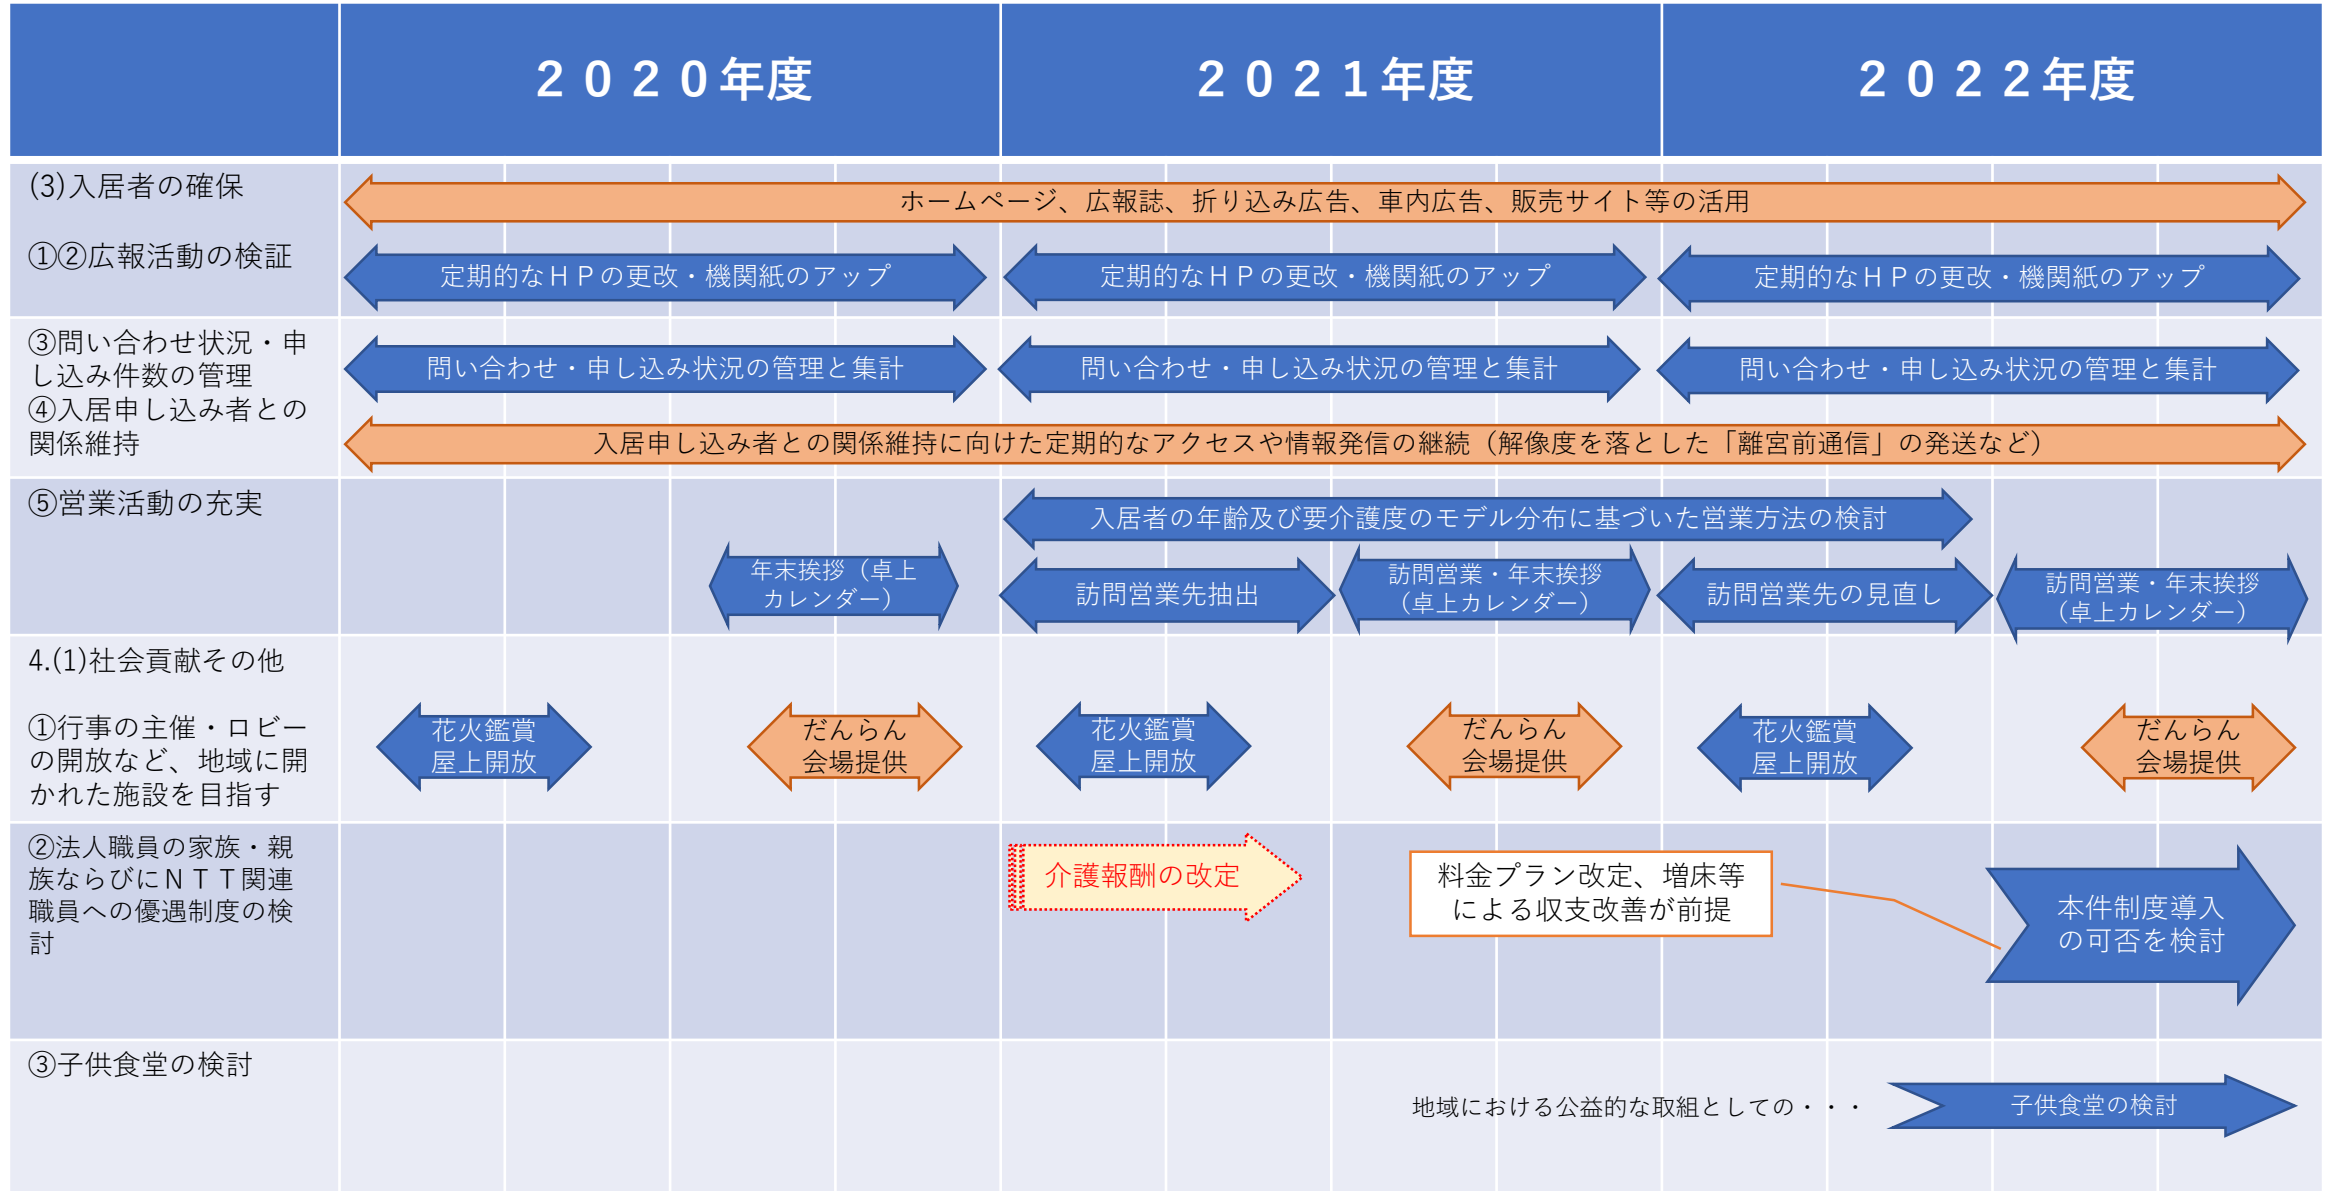 ２０２０年度
２０２１年度
２０２２年度
(3)入居者の確保
①②広報活動の検証
ホームページ、広報誌、折り込み広告、車内広告、販売サイト等の活用
定期的なＨＰの更改・機関紙のアップ
定期的なＨＰの更改・機関紙のアップ
定期的なＨＰの更改・機関紙のアップ
③問い合わせ状況・申
し込み件数の管理
④入居申し込み者との
関係維持
問い合わせ・申し込み状況の管理と集計
問い合わせ・申し込み状況の管理と集計
問い合わせ・申し込み状況の管理と集計
入居申し込み者との関係維持に向けた定期的なアクセスや情報発信の継続（解像度を落とした「離宮前通信」の発送など）
⑤営業活動の充実
入居者の年齢及び要介護度のモデル分布に基づいた営業方法の検討
年末挨拶（卓上
カレンダー）
訪問営業先抽出
訪問営業・年末挨拶
（卓上カレンダー）
訪問営業先の見直し
訪問営業・年末挨拶
（卓上カレンダー）
4.(1)社会貢献その他
①行事の主催・ロビー
の開放など、地域に開
かれた施設を目指す
花火鑑賞
屋上開放
だんらん
会場提供
花火鑑賞
屋上開放
だんらん
会場提供
花火鑑賞
屋上開放
だんらん
会場提供
②法人職員の家族・親
族ならびにＮＴＴ関連
職員への優遇制度の検
討
介護報酬の改定
料金プラン改定、増床等
による収支改善が前提
本件制度導入
の可否を検討
③子供食堂の検討
地域における公益的な取組としての・・・
子供食堂の検討